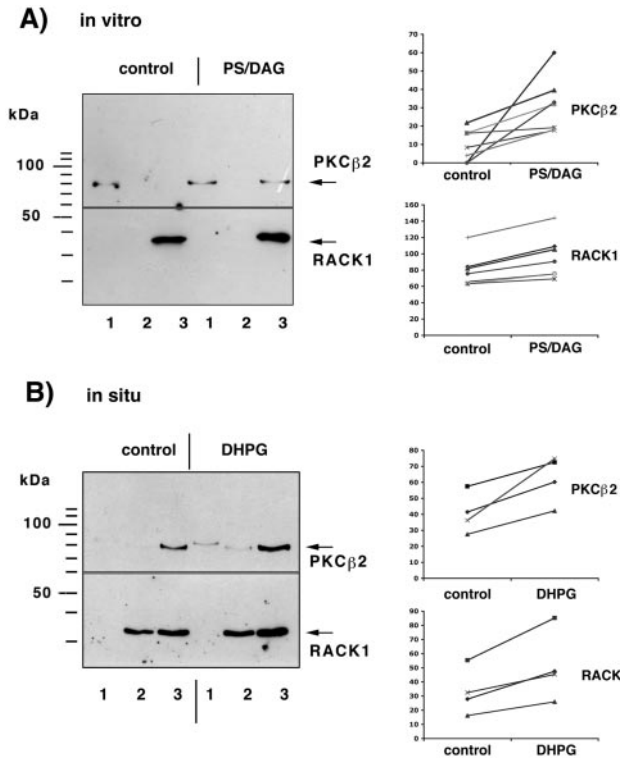 A) in vitro
control PS/DAG
kDa
100
50
PKCβ2
RACK1
1 2 3 1 2 3
70
60
50
40
30
20
10
0
PKCβ2
control PS/DAG
160
140
120
100
80
60
40
20
0
RACK1
control PS/DAG
B) in situ
control DHPG
kDa
100
50
PKCβ2
RACK1
1 2 3 1 2 3
80
70
60
50
40
30
20
10
0
PKCβ2
control DHPG
90
80
70
60
50
40
30
20
10
0
RACK
control DHPG